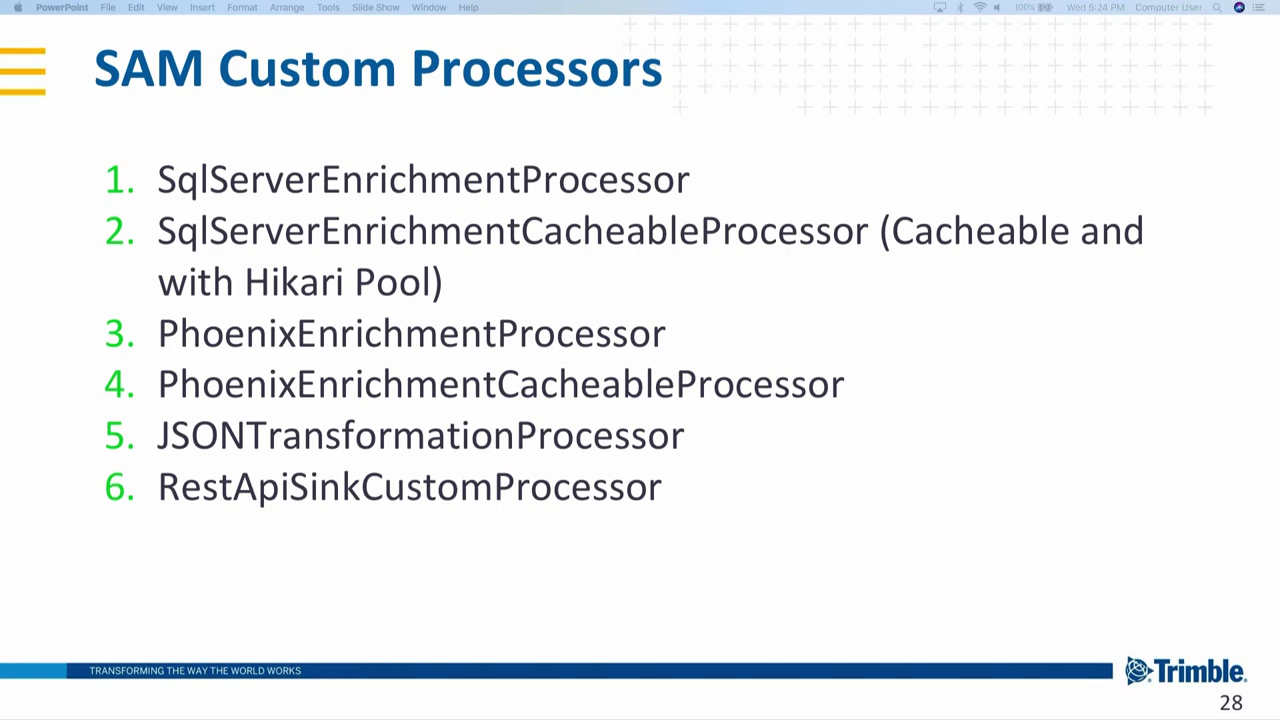 PowerPoint File Edit View Insert Format Arrange Tools Slide Show Window Help 100% Wed 5:24 PM Computer User
SAM Custom Processors
1. SqlServerEnrichmentProcessor
2. SqlServerEnrichmentCacheableProcessor (Cacheable and
with Hikari Pool)
3. PhoenixEnrichmentProcessor
4. PhoenixEnrichmentCacheableProcessor
5. JSONTransformationProcessor
6. RestApiSinkCustomProcessor
TRANSFORMING THE WAY THE WORLD WORKS
Trimble
28